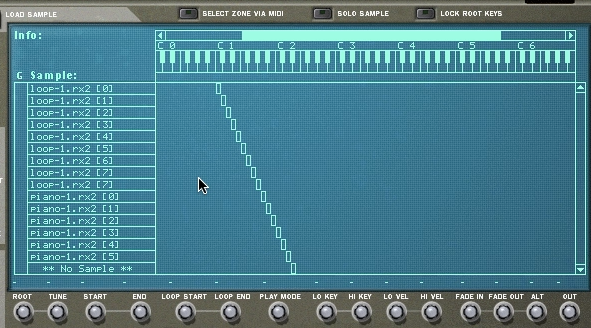 LOAD SAMPLE SELECT ZONE VIA MIDI SOLO SAMPLE LOCK ROOT KEYS
Info:
C 0 C 1 C 2 C 3 C 4 C 5 C 6
G Sample:
loop-1.rx2 [0]
loop-1.rx2 [1]
loop-1.rx2 [2]
loop-1.rx2 [3]
loop-1.rx2 [4]
loop-1.rx2 [5]
loop-1.rx2 [6]
loop-1.rx2 [7]
loop-1.rx2 [7]
piano-1.rx2 [0]
piano-1.rx2 [1]
piano-1.rx2 [2]
piano-1.rx2 [3]
piano-1.rx2 [4]
piano-1.rx2 [5]
** No Sample **
- - - - - - - - - - - - - -
ROOT TUNE START END LOOP START LOOP END PLAY MODE LO KEY HI KEY LO VEL HI VEL FADE IN FADE OUT ALT OUT